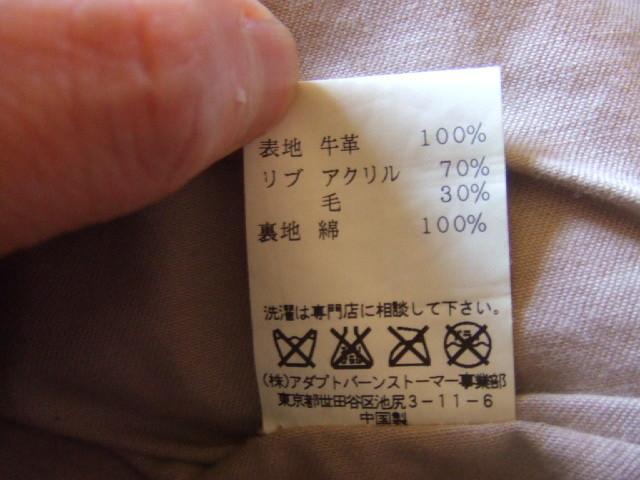 表地 牛革 100%
リブ アクリル 70%
毛 30%
裏地 綿 100%
洗濯は専門店に相談して下さい。
(株)アダプトバーンストーマー事業部
東京都世田谷区池尻3-11-6
中国製